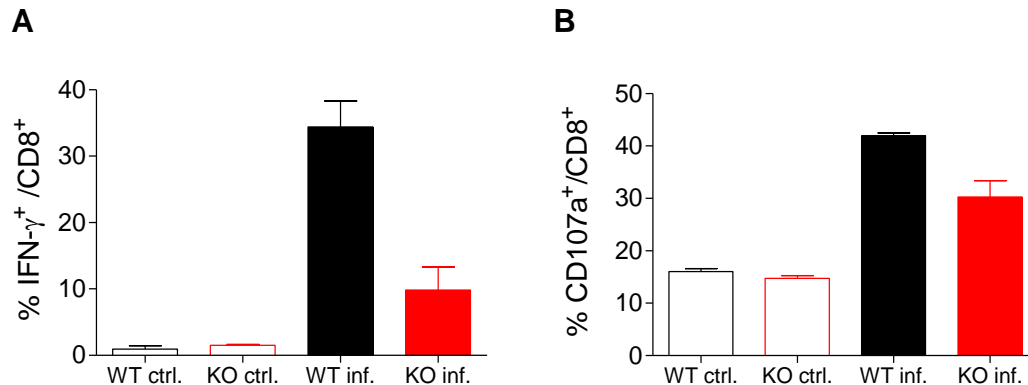 A
% IFN-γ⁺ /CD8⁺
40
30
20
10
0
WT ctrl. KO ctrl. WT inf. KO inf.
B
% CD107a⁺/CD8⁺
50
40
30
20
10
0
WT ctrl. KO ctrl. WT inf. KO inf.